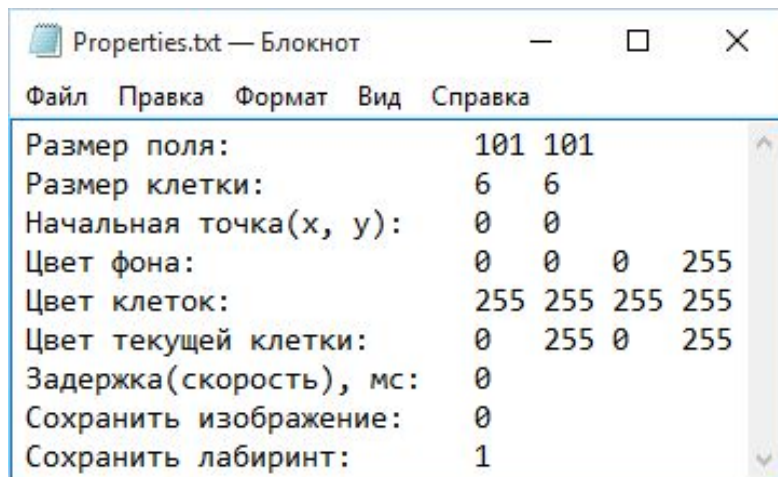 Properties.txt — Блокнот
Файл Правка Формат Вид Справка
Размер поля: 101 101
Размер клетки: 6 6
Начальная точка(x, y): 0 0
Цвет фона: 0 0 0 255
Цвет клеток: 255 255 255 255
Цвет текущей клетки: 0 255 0 255
Задержка(скорость), мс: 0
Сохранить изображение: 0
Сохранить лабиринт: 1